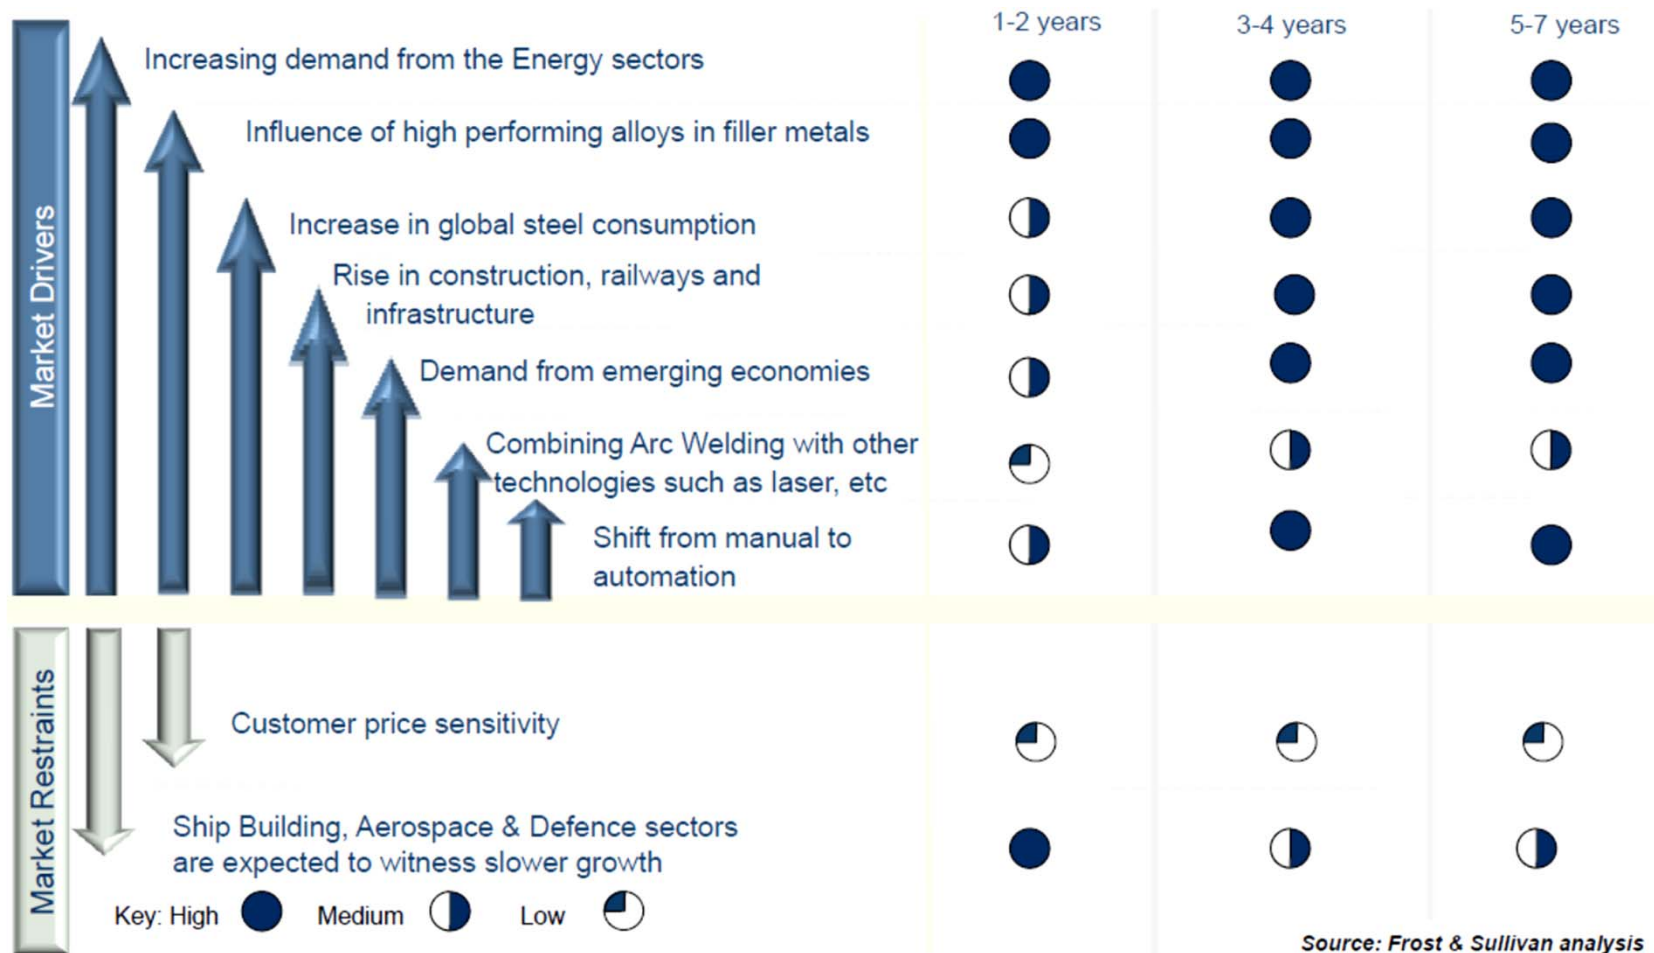 1-2 years
3-4 years
5-7 years
Market Drivers
Increasing demand from the Energy sectors
Influence of high performing alloys in filler metals
Increase in global steel consumption
Rise in construction, railways and
infrastructure
Demand from emerging economies
Combining Arc Welding with other
technologies such as laser, etc
Shift from manual to
automation
Market Restraints
Customer price sensitivity
Ship Building, Aerospace & Defence sectors
are expected to witness slower growth
Key: High Medium Low
Source: Frost & Sullivan analysis